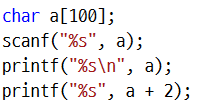 char a[100];
scanf("%s", a);
printf("%s\n", a);
printf("%s", a + 2);